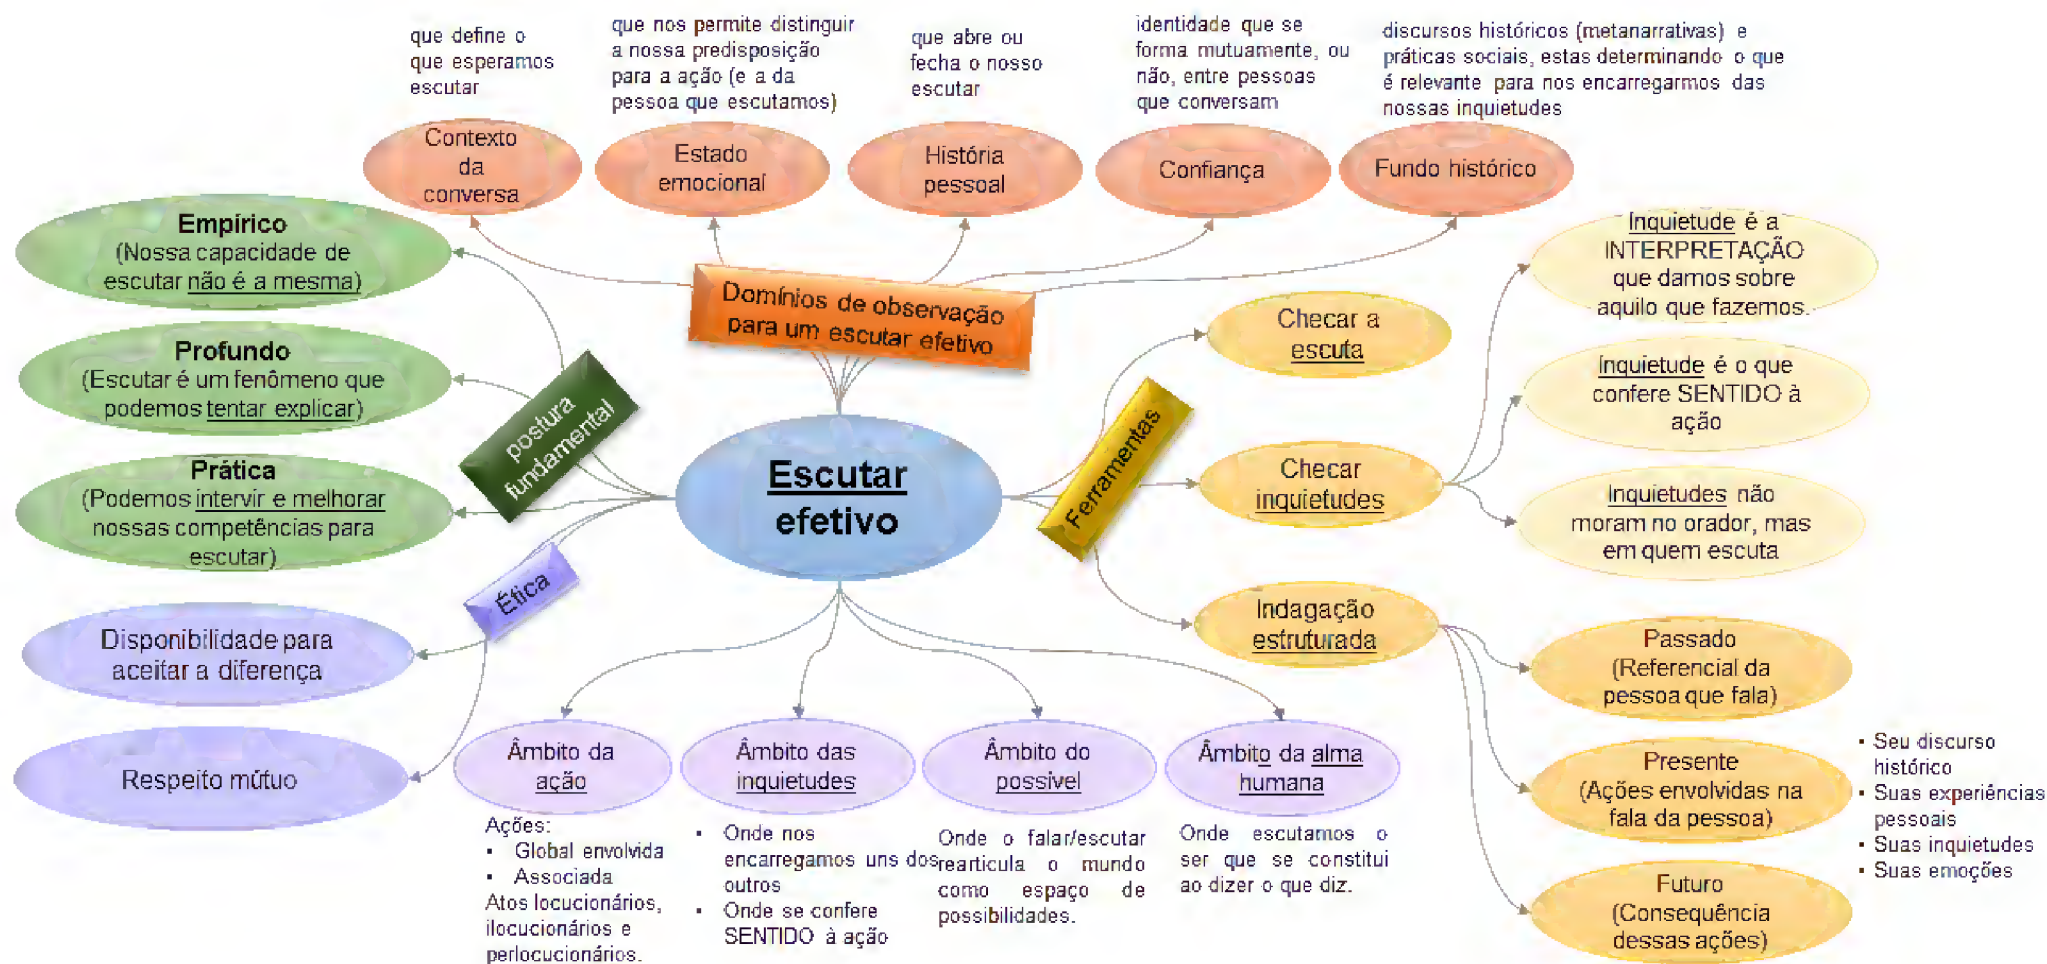 que define o
que esperamos
escutar
que nos permite distinguir
a nossa predisposição
para a ação (e a da
pessoa que escutamos)
que abre ou
fecha o nosso
escutar
identidade que se
forma mutuamente, ou
não, entre pessoas
que conversam
discursos históricos (metanarrativas) e
práticas sociais, estas determinando o que
é relevante para nos encarregarmos das
nossas inquietudes
Contexto
da
conversa
Estado
emocional
História
pessoal
Confiança
Fundo histórico
Domínios de observação
para um escutar efetivo
Empírico
(Nossa capacidade de
escutar não é a mesma)
Profundo
(Escutar é um fenômeno que
podemos tentar explicar)
Prática
(Podemos intervir e melhorar
nossas competências para
escutar)
postura
fundamental
Escutar
efetivo
Ferramentas
Checar a
escuta
Checar
inquietudes
Indagação
estruturada
Inquietude é a
INTERPRETAÇÃO
que damos sobre
aquilo que fazemos.
Inquietude é o que
confere SENTIDO à
ação
Inquietudes não
moram no orador, mas
em quem escuta
Passado
(Referencial da
pessoa que fala)
Presente
(Ações envolvidas na
fala da pessoa)
Futuro
(Consequência
dessas ações)
▪ Seu discurso
histórico
▪ Suas experiências
pessoais
▪ Suas inquietudes
▪ Suas emoções
Ética
Disponibilidade para
aceitar a diferença
Respeito mútuo
Âmbito da
ação
Âmbito das
inquietudes
Âmbito do
possível
Âmbito da alma
humana
Ações:
▪ Global envolvida
▪ Associada
Atos locucionários,
ilocucionários e
perlocucionários.
▪ Onde nos
encarregamos uns dos
outros
▪ Onde se confere
SENTIDO à ação
Onde o falar/escutar
rearticula o mundo
como espaço de
possibilidades.
Onde escutamos o
ser que se constitui
ao dizer o que diz.